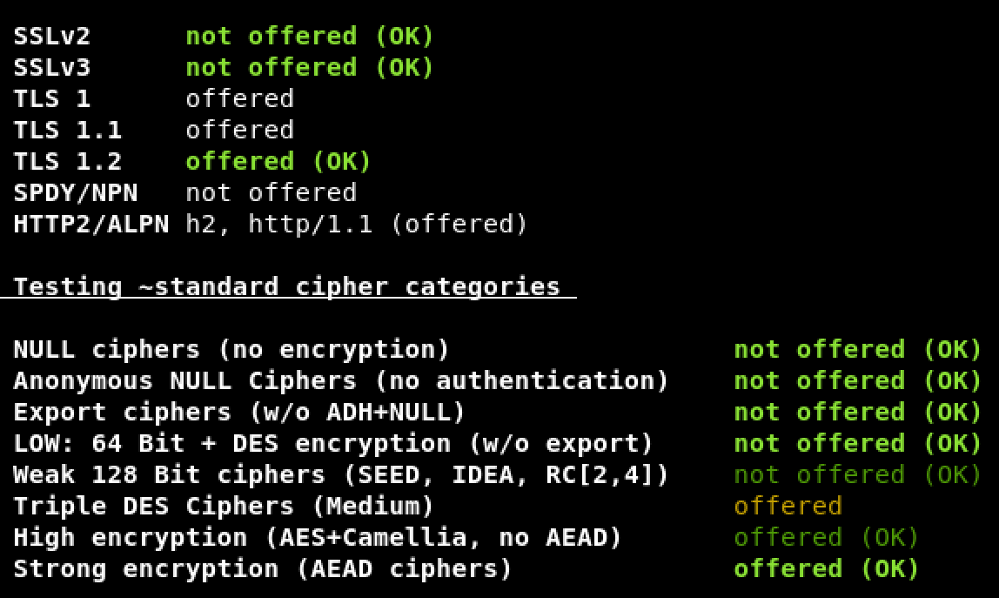 SSLv2 not offered (OK)
SSLv3 not offered (OK)
TLS 1 offered
TLS 1.1 offered
TLS 1.2 offered (OK)
SPDY/NPN not offered
HTTP2/ALPN h2, http/1.1 (offered)
Testing ~standard cipher categories
NULL ciphers (no encryption) not offered (OK)
Anonymous NULL Ciphers (no authentication) not offered (OK)
Export ciphers (w/o ADH+NULL) not offered (OK)
LOW: 64 Bit + DES encryption (w/o export) not offered (OK)
Weak 128 Bit ciphers (SEED, IDEA, RC[2,4]) not offered (OK)
Triple DES Ciphers (Medium) offered
High encryption (AES+Camellia, no AEAD) offered (OK)
Strong encryption (AEAD ciphers) offered (OK)